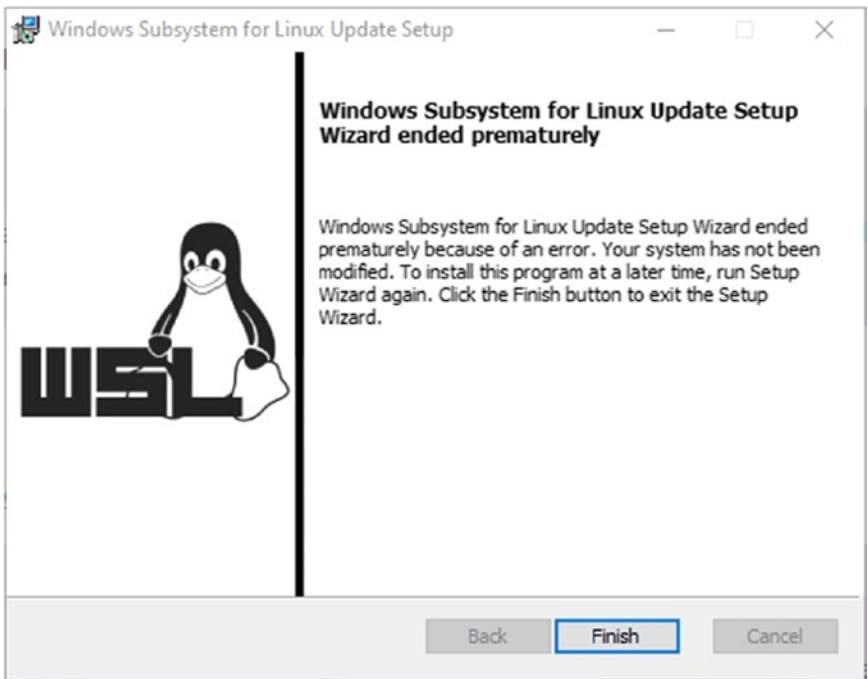 Windows Subsystem for Linux Update Setup
Windows Subsystem for Linux Update Setup
Wizard ended prematurely
Windows Subsystem for Linux Update Setup Wizard ended
prematurely because of an error. Your system has not been
modified. To install this program at a later time, run Setup
Wizard again. Click the Finish button to exit the Setup
Wizard.
WSL
Back Finish Cancel